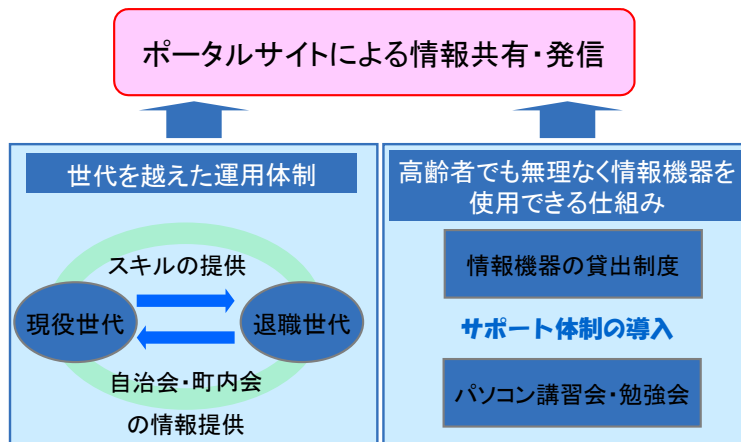 ポータルサイトによる情報共有・発信
世代を越えた運用体制
スキルの提供
現役世代
退職世代
自治会・町内会
の情報提供
高齢者でも無理なく情報機器を
使用できる仕組み
情報機器の貸出制度
サポート体制の導入
パソコン講習会・勉強会